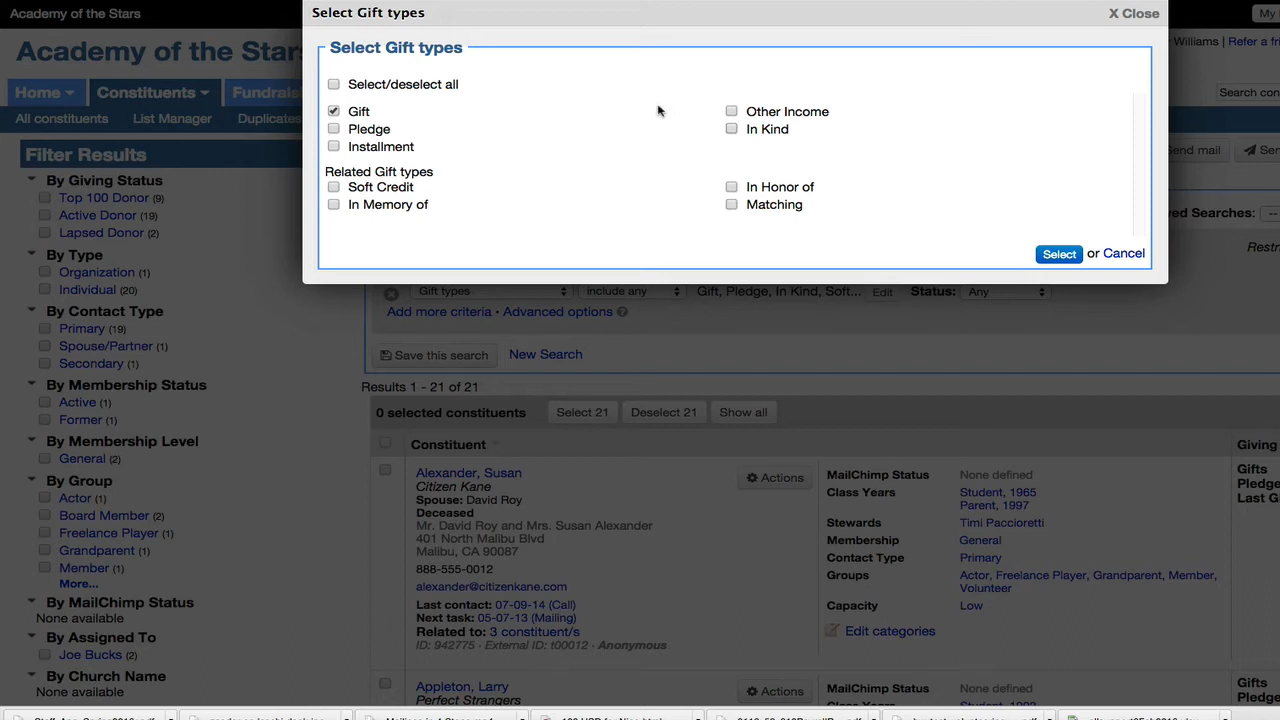 Academy of the Stars
Select Gift types
X Close
My
Academy of the Stars
Select Gift types
Williams | Refer a fri
Select/deselect all
Home
Constituents
Fundrais
Search con
Gift
Other Income
All constituents
List Manager
Duplicates
Pledge
In Kind
Installment
Send mail
Sen
Filter Results
Related Gift types
By Giving Status
Soft Credit
In Honor of
Top 100 Donor (9)
In Memory of
Matching
Active Donor (19)
ved Searches:
Lapsed Donor (2)
Select or Cancel
Restri
By Type
Organization (1)
Individual (20)
Gift types
include any
Gift, Pledge, In Kind, Soft...
Edit
Status:
Any
By Contact Type
Add more criteria • Advanced options
Primary (19)
Spouse/Partner (1)
Save this search
New Search
Secondary (1)
By Membership Status
Results 1 - 21 of 21
Active (1)
0 selected constituents
Select 21
Deselect 21
Show all
Former (1)
By Membership Level
Constituent
Giving
General (2)
By Group
Actor (1)
Board Member (2)
Freelance Player (1)
Grandparent (1)
Member (1)
More...
By MailChimp Status
None available
By Assigned To
Joe Bucks (2)
By Church Name
None available
Alexander, Susan
Citizen Kane
Spouse: David Roy
Deceased
Mr. David Roy and Mrs. Susan Alexander
401 North Malibu Blvd
Malibu, CA 90087
888-555-0012
alexander@citizenkane.com
Last contact: 07-09-14 (Call)
Next task: 05-07-13 (Mailing)
Related to: 3 constituent/s
ID: 942775 · External ID: t00012 · Anonymous
Actions
MailChimp Status
None defined
Class Years
Student, 1965
Parent, 1997
Stewards
Timi Paccioretti
Membership
General
Contact Type
Primary
Groups
Actor, Freelance Player, Grandparent, Member,
Volunteer
Capacity
Low
Edit categories
Gifts
Pledge
Last G
Appleton, Larry
Perfect Strangers
Actions
MailChimp Status
None defined
Class Years
Gifts
Pledge